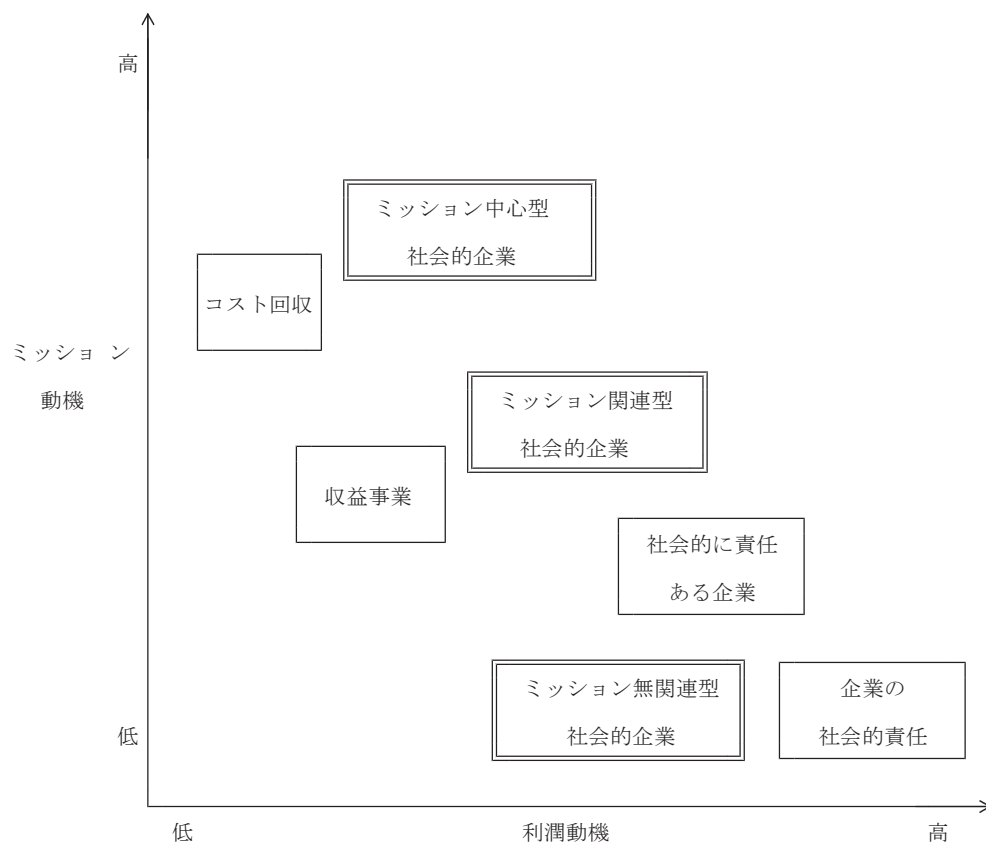 高
ミッション中心型
社会的企業
コスト回収
ミッション
動機
ミッション関連型
社会的企業
収益事業
社会的に責任
ある企業
ミッション無関連型
社会的企業
企業の
社会的責任
低
低
利潤動機
高